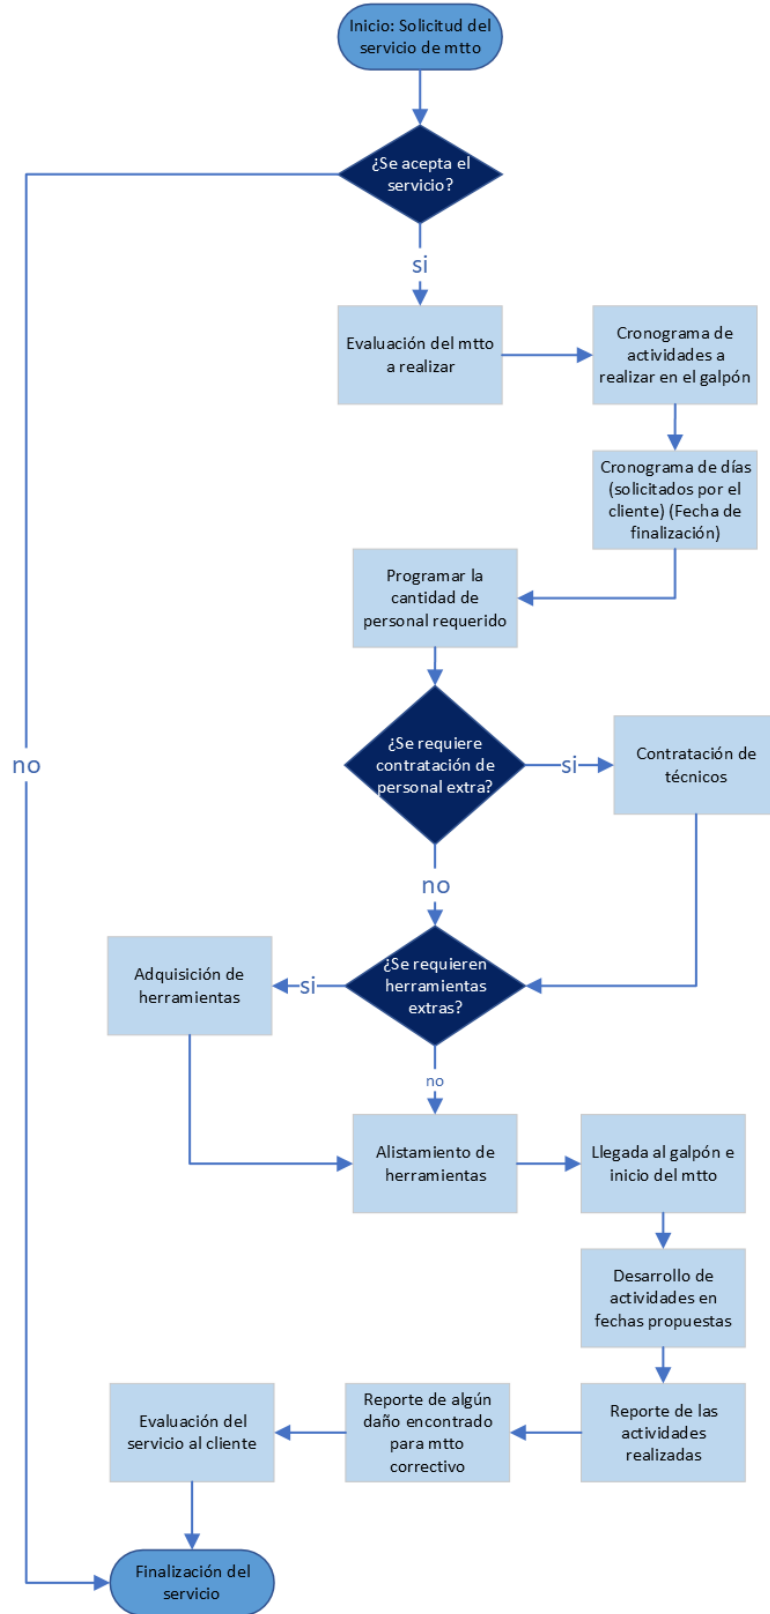 Inicio: Solicitud del
servicio de mtto
¿Se acepta el
servicio?
si
Evaluación del mtto
a realizar
Cronograma de
actividades a
realizar en el galpón
Cronograma de días
(solicitados por el
cliente) (Fecha de
finalización)
Programar la
cantidad de
personal requerido
¿Se requiere
contratación de
personal extra?
si
Contratación de
técnicos
no
no
¿Se requieren
herramientas
extras?
si
Adquisición de
herramientas
no
Alistamiento de
herramientas
Llegada al galpón e
inicio del mtto
Desarrollo de
actividades en
fechas propuestas
Reporte de las
actividades
realizadas
Reporte de algún
daño encontrado
para mtto
correctivo
Evaluación del
servicio al cliente
Finalización del
servicio